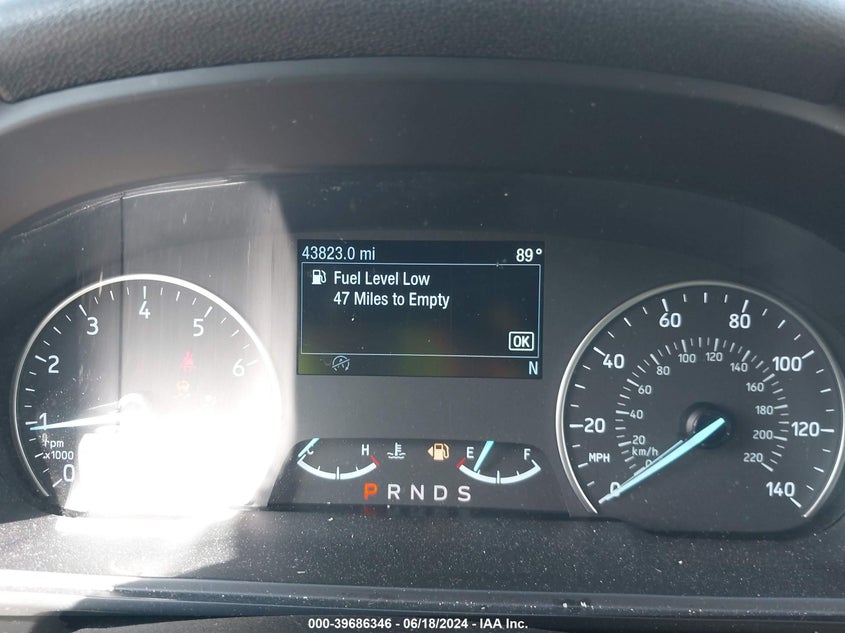 43823.0 mi 89°
Fuel Level Low
47 Miles to Empty
OK
N
0 1 2 3 4 5 6
rpm
x1000
C H E F
P R N D S
0 20 40 60 80 100 120 140
MPH
0 20 40 60 80 100 120 140 160 180 200 220
km/h
000-39686346 - 06/18/2024 - IAA Inc.